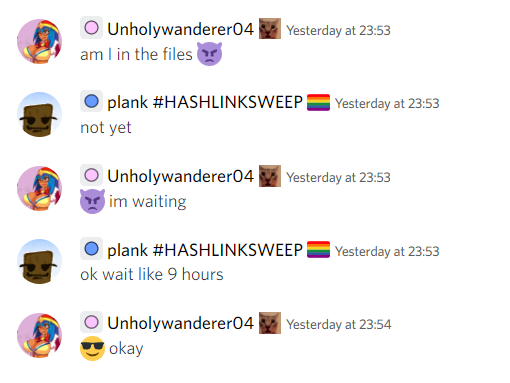 Unholywanderer04 Yesterday at 23:53
am I in the files
plank #HASHLINKSWEEP Yesterday at 23:53
not yet
Unholywanderer04 Yesterday at 23:53
im waiting
plank #HASHLINKSWEEP Yesterday at 23:53
ok wait like 9 hours
Unholywanderer04 Yesterday at 23:54
okay